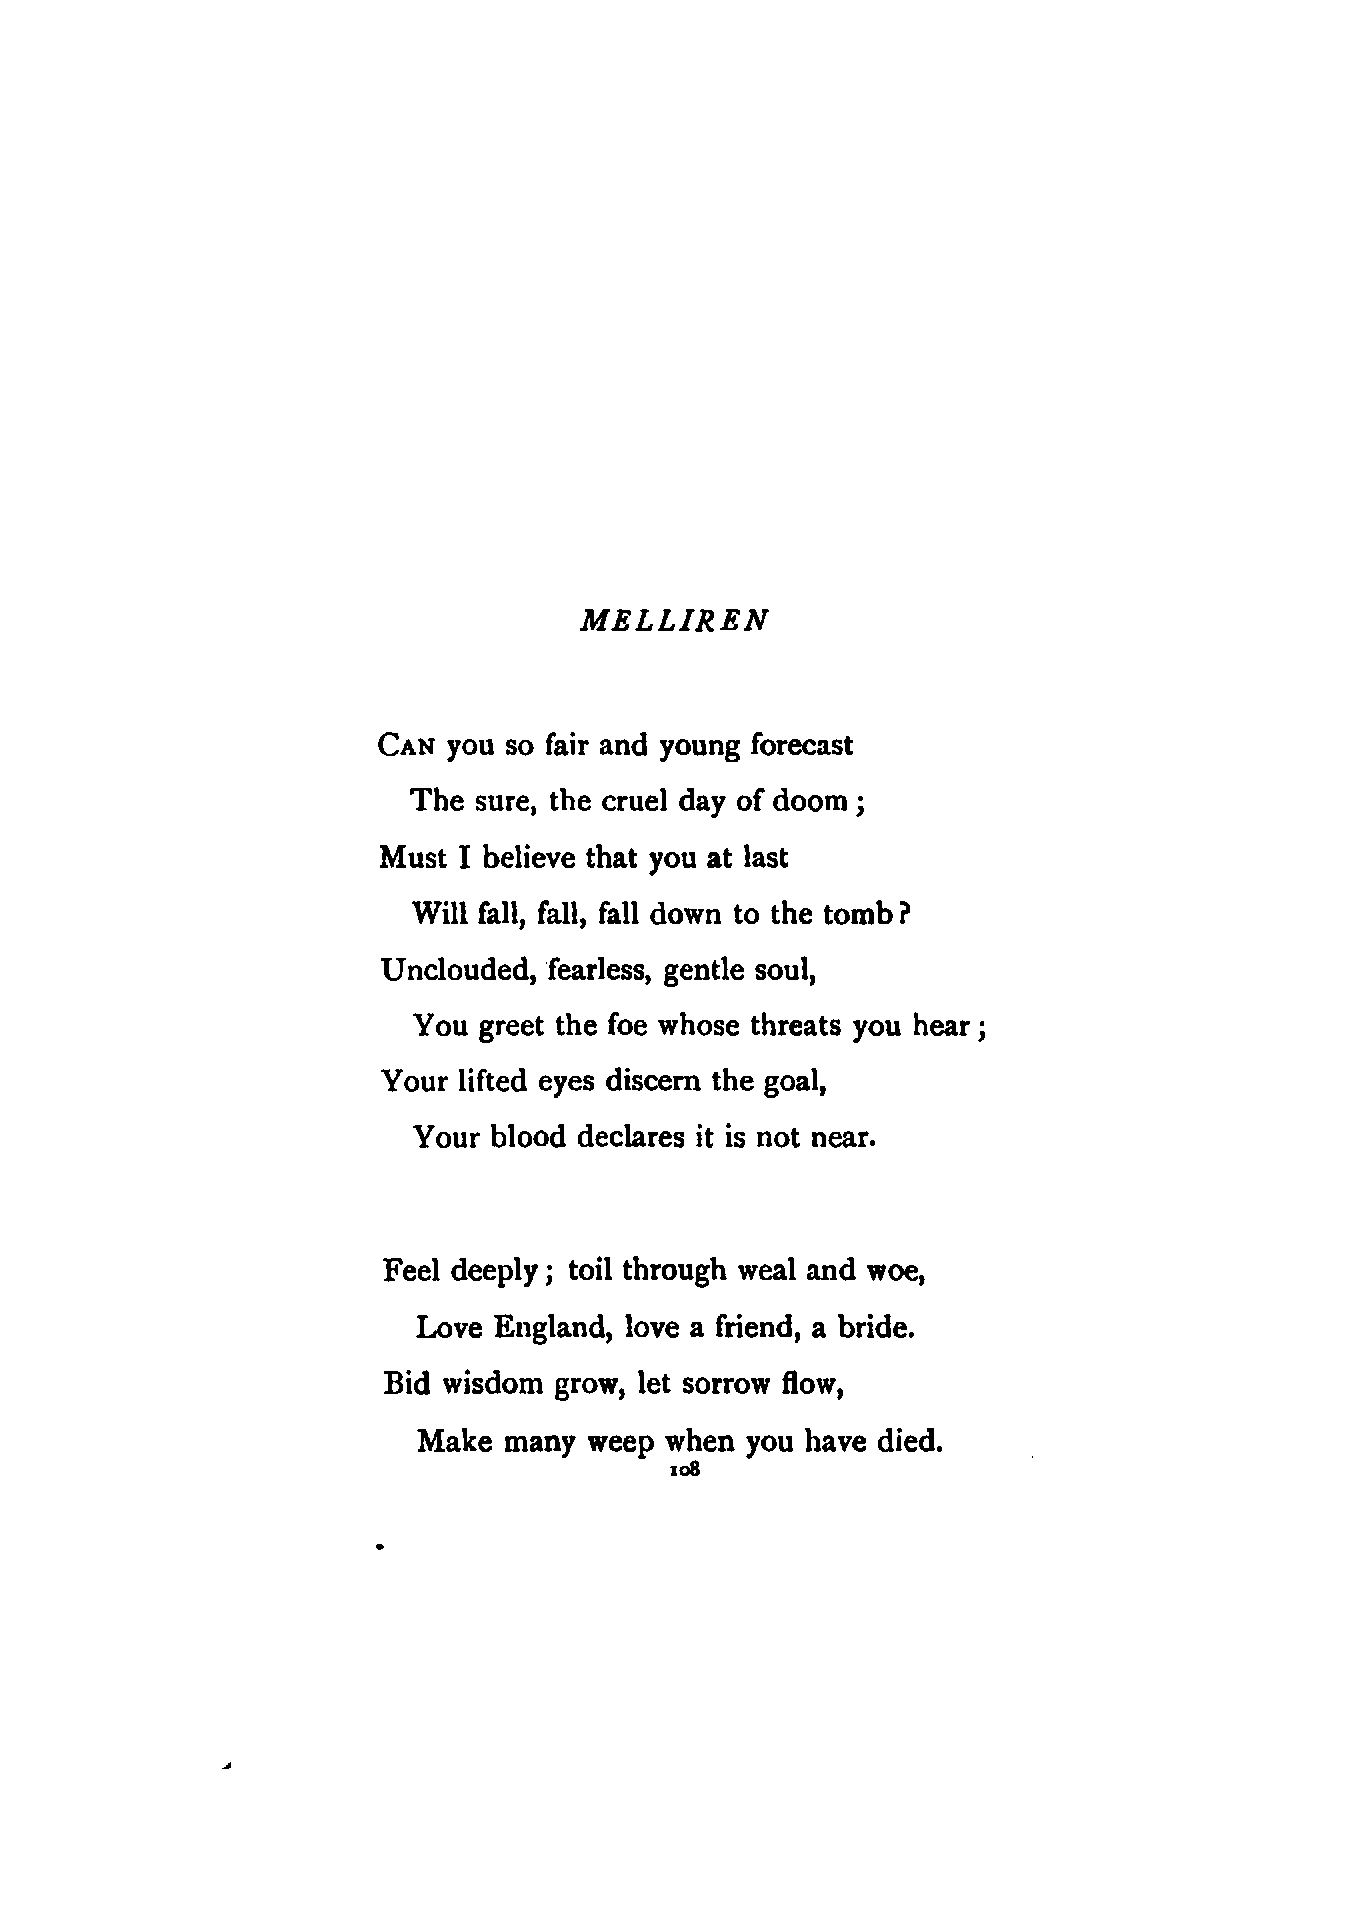 MELLIREN
CAN you so fair and young forecast
The sure, the cruel day of doom ;
Must I believe that you at last
Will fall, fall, fall down to the tomb?
Unclouded, fearless, gentle soul,
You greet the foe whose threats you hear ;
Your lifted eyes discern the goal,
Your blood declares it is not near.
Feel deeply ; toil through weal and woe,
Love England, love a friend, a bride.
Bid wisdom grow, let sorrow flow,
Make many weep when you have died.
108